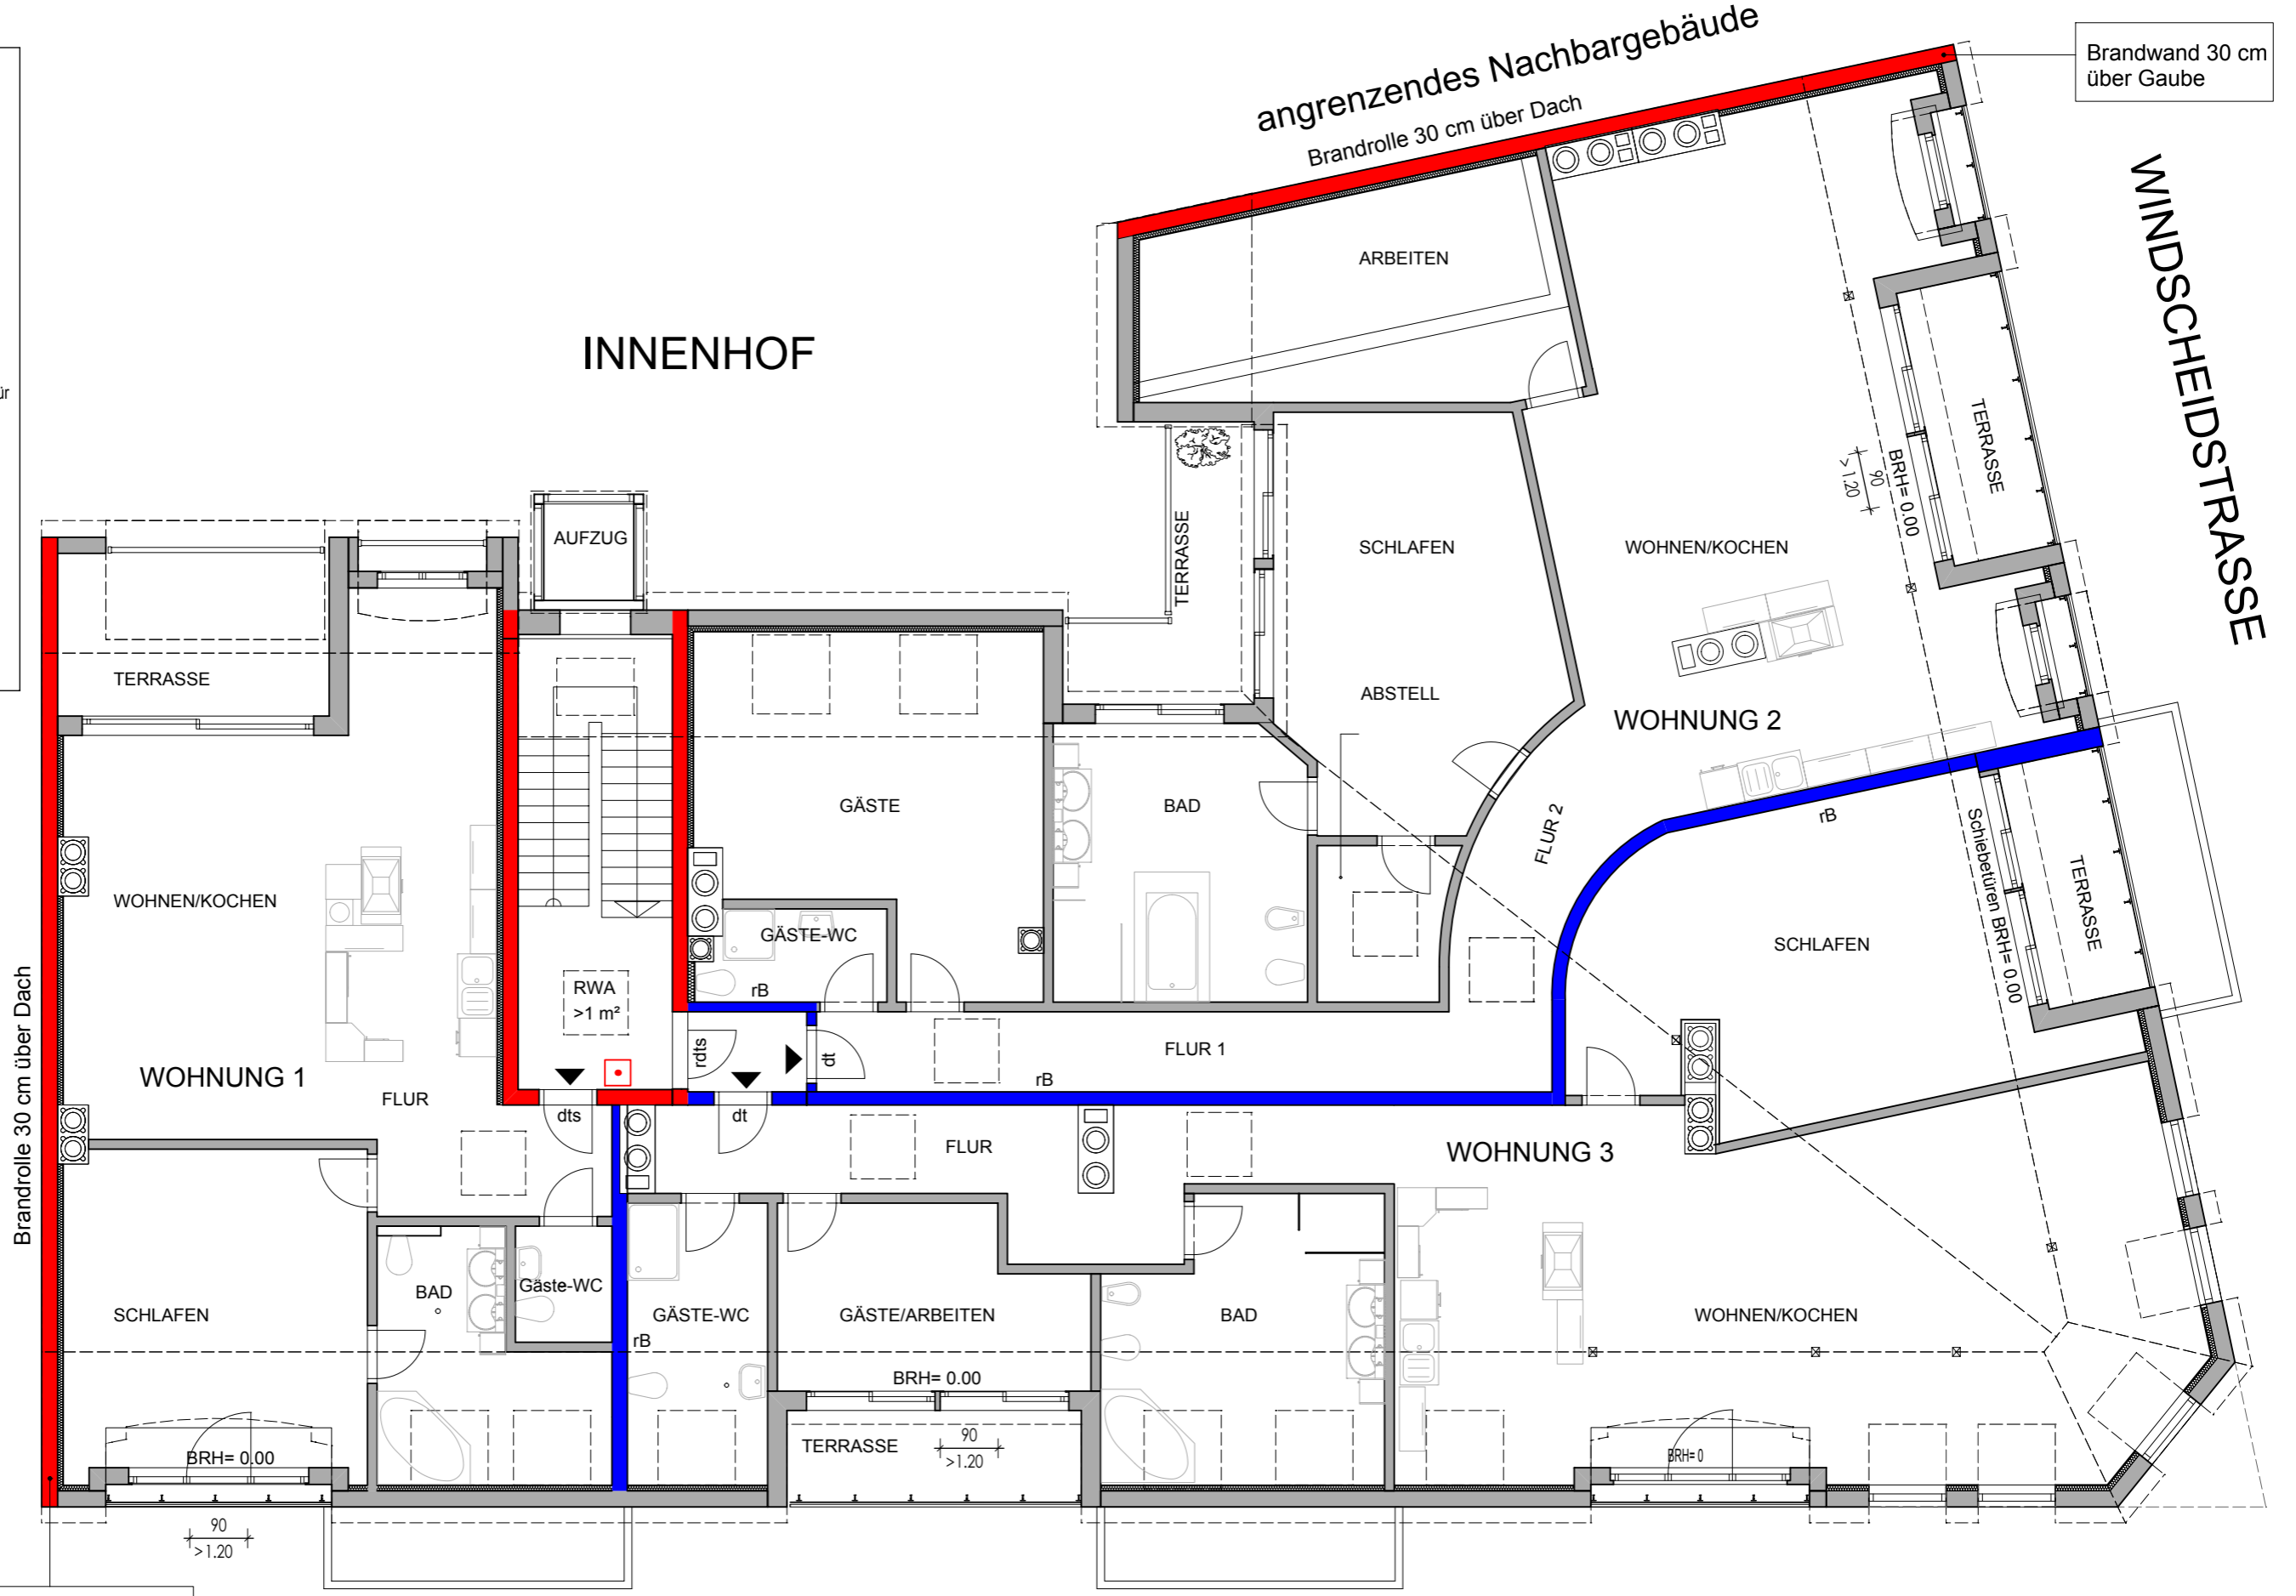 angrenzendes Nachbargebäude
Brandrolle 30 cm über Dach
Brandwand 30 cm
über Gaube
WINDSCHEIDSTRASSE
INNENHOF
ARBEITEN
TERRASSE
BRH= 0.00
90
>1.20
AUFZUG
TERRASSE
SCHLAFEN
WOHNEN/KOCHEN
TERRASSE
ABSTELL
WOHNUNG 2
GÄSTE
BAD
FLUR 2
rB
Schiebetüren BRH= 0.00
TERRASSE
WOHNEN/KOCHEN
GÄSTE-WC
SCHLAFEN
RWA
>1 m²
rB
Brandrolle 30 cm über Dach
WOHNUNG 1
FLUR
rdts
dt
FLUR 1
rB
dts
dt
FLUR
WOHNUNG 3
SCHLAFEN
BAD
Gäste-WC
GÄSTE-WC
rB
GÄSTE/ARBEITEN
BAD
WOHNEN/KOCHEN
BRH= 0.00
BRH= 0.00
TERRASSE
90
>1.20
BRH= 0
90
>1.20